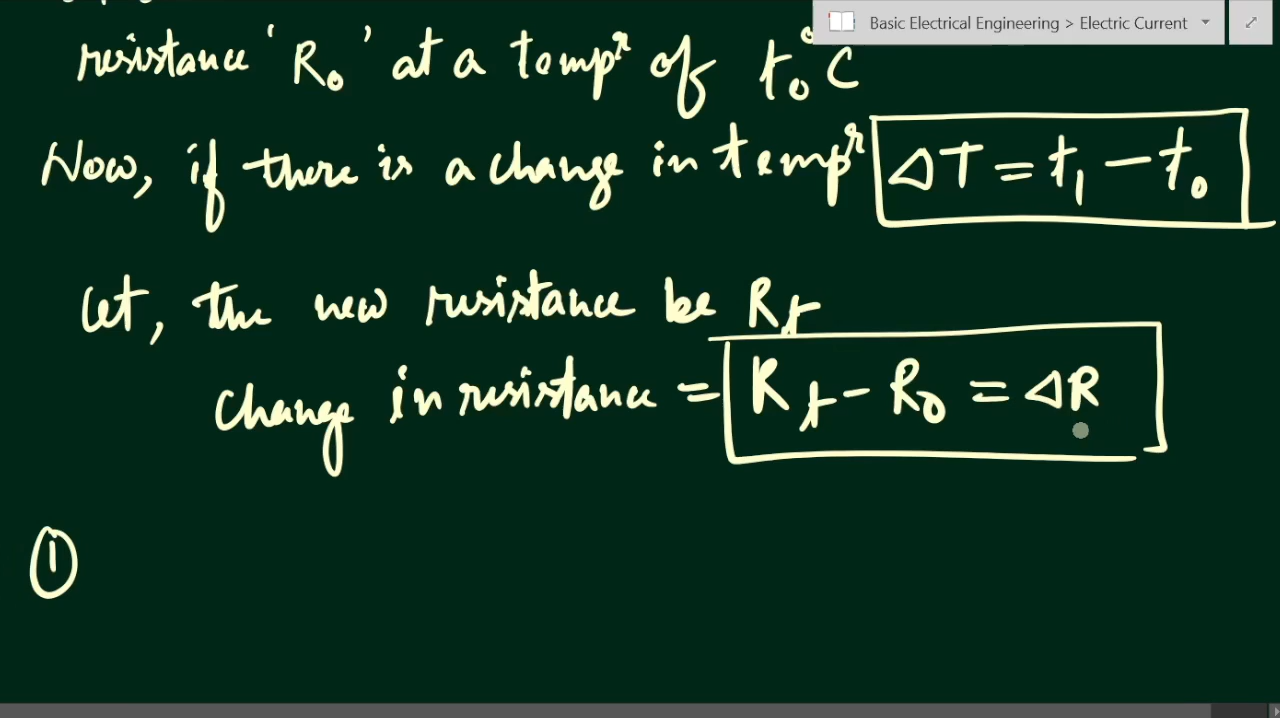 Basic Electrical Engineering > Electric Current
resistance 'R₀' at a tempʳ of t₀°C
Now, if there is a change in tempʳ ΔT = t₁ − t₀
Let, the new resistance be Rt
change in resistance = Rt − R₀ = ΔR
①